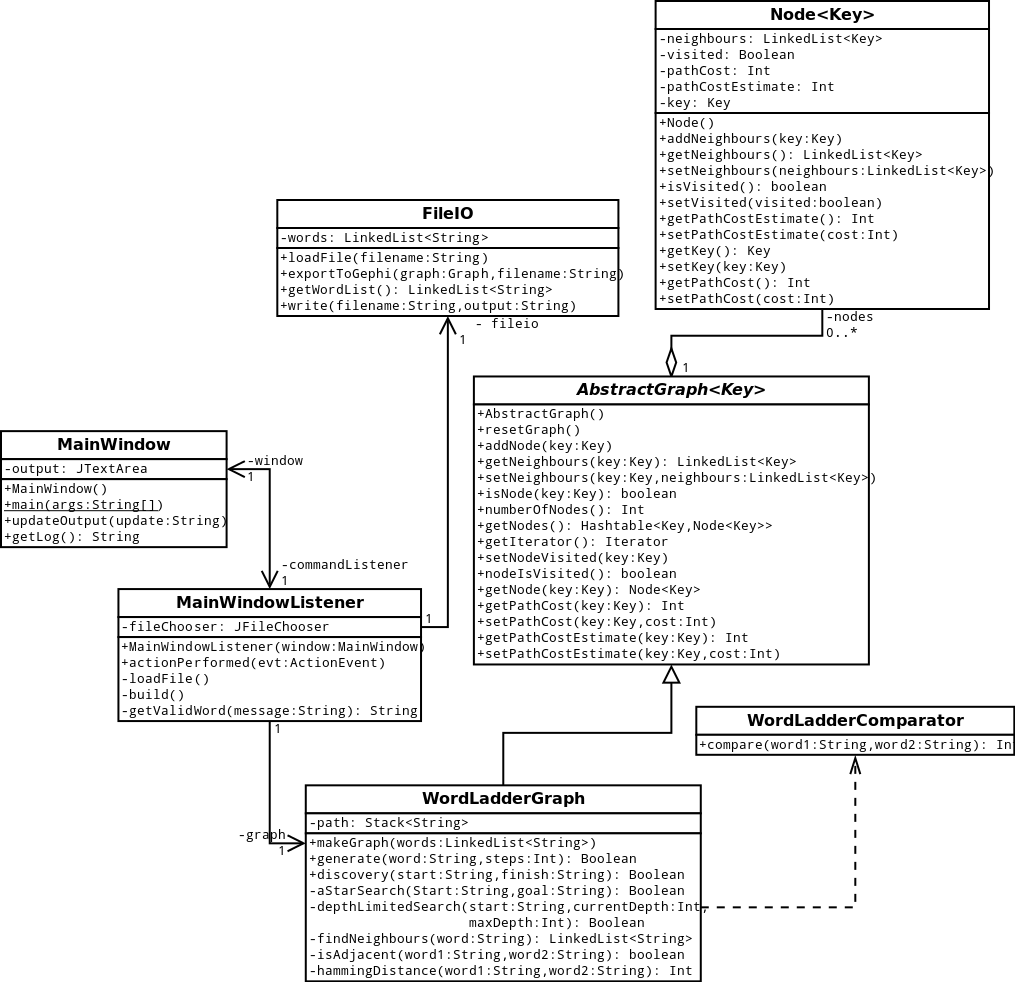 Node<Key>
-neighbours: LinkedList<Key>
-visited: Boolean
-pathCost: Int
-pathCostEstimate: Int
-key: Key
+Node()
+addNeighbours(key:Key)
+getNeighbours(): LinkedList<Key>
+setNeighbours(neighbours:LinkedList<Key>)
+isVisited(): boolean
+setVisited(visited:boolean)
+getPathCostEstimate(): Int
+setPathCostEstimate(cost:Int)
+getKey(): Key
+setKey(key:Key)
+getPathCost(): Int
+setPathCost(cost:Int)
FileIO
-words: LinkedList<String>
+loadFile(filename:String)
+exportToGephi(graph:Graph,filename:String)
+getWordList(): LinkedList<String>
+write(filename:String,output:String)
- fileio
1
-nodes
0..*
1
AbstractGraph<Key>
+AbstractGraph()
+resetGraph()
+addNode(key:Key)
+getNeighbours(key:Key): LinkedList<Key>
+setNeighbours(key:Key,neighbours:LinkedList<Key>)
+isNode(key:Key): boolean
+numberOfNodes(): Int
+getNodes(): Hashtable<Key,Node<Key>>
+getIterator(): Iterator
+setNodeVisited(key:Key)
+nodeIsVisited(): boolean
+getNode(key:Key): Node<Key>
+getPathCost(key:Key): Int
+setPathCost(key:Key,cost:Int)
+getPathCostEstimate(key:Key): Int
+setPathCostEstimate(key:Key,cost:Int)
MainWindow
-output: JTextArea
+MainWindow()
+main(args:String[])
+updateOutput(update:String)
+getLog(): String
-window
1
-commandListener
1
MainWindowListener
-fileChooser: JFileChooser
+MainWindowListener(window:MainWindow)
+actionPerformed(evt:ActionEvent)
-loadFile()
-build()
-getValidWord(message:String): String
1
1
-graph
1
WordLadderComparator
+compare(word1:String,word2:String): In
WordLadderGraph
-path: Stack<String>
+makeGraph(words:LinkedList<String>)
+generate(word:String,steps:Int): Boolean
+discovery(start:String,finish:String): Boolean
-aStarSearch(Start:String,goal:String): Boolean
-depthLimitedSearch(start:String,currentDepth:Int,
maxDepth:Int): Boolean
-findNeighbours(word:String): LinkedList<String>
-isAdjacent(word1:String,word2:String): boolean
-hammingDistance(word1:String,word2:String): Int